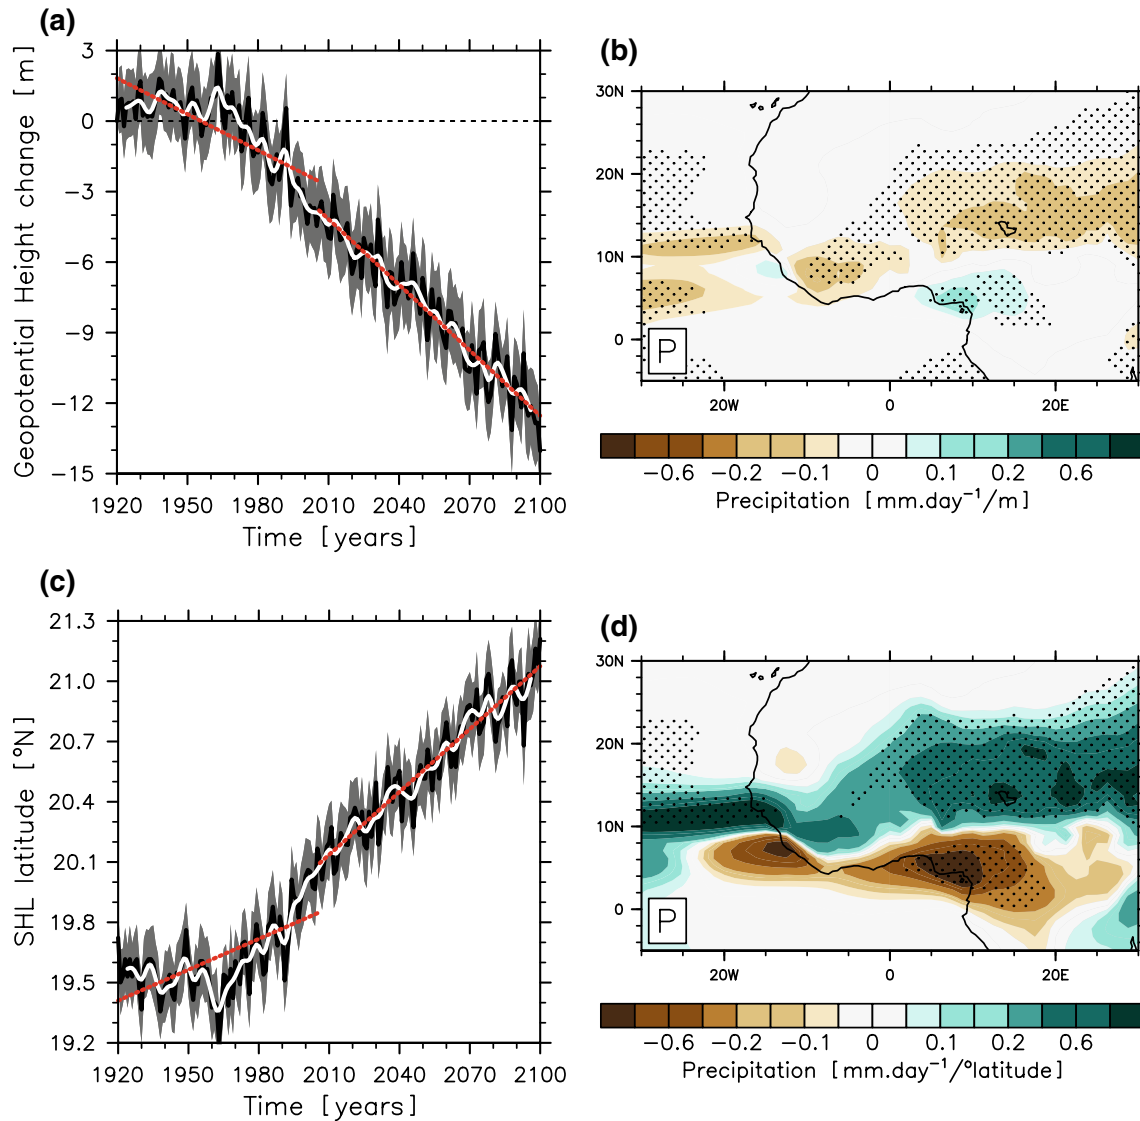 (a)
Geopotential Height change [m]
3
0
−3
−6
−9
−12
−15
1920 1950 1980 2010 2040 2070 2100
Time [years]
(b)
30N
20N
10N
0
P
20W 0 20E
−0.6 −0.2 −0.1 0 0.1 0.2 0.6
Precipitation [mm.day⁻¹/m]
(c)
SHL latitude [°N]
21.3
21.0
20.7
20.4
20.1
19.8
19.5
19.2
1920 1950 1980 2010 2040 2070 2100
Time [years]
(d)
30N
20N
10N
0
P
20W 0 20E
−0.6 −0.2 −0.1 0 0.1 0.2 0.6
Precipitation [mm.day⁻¹/°latitude]